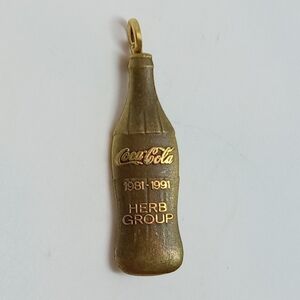 Coca-Cola
1981-1991
HERB
GROUP